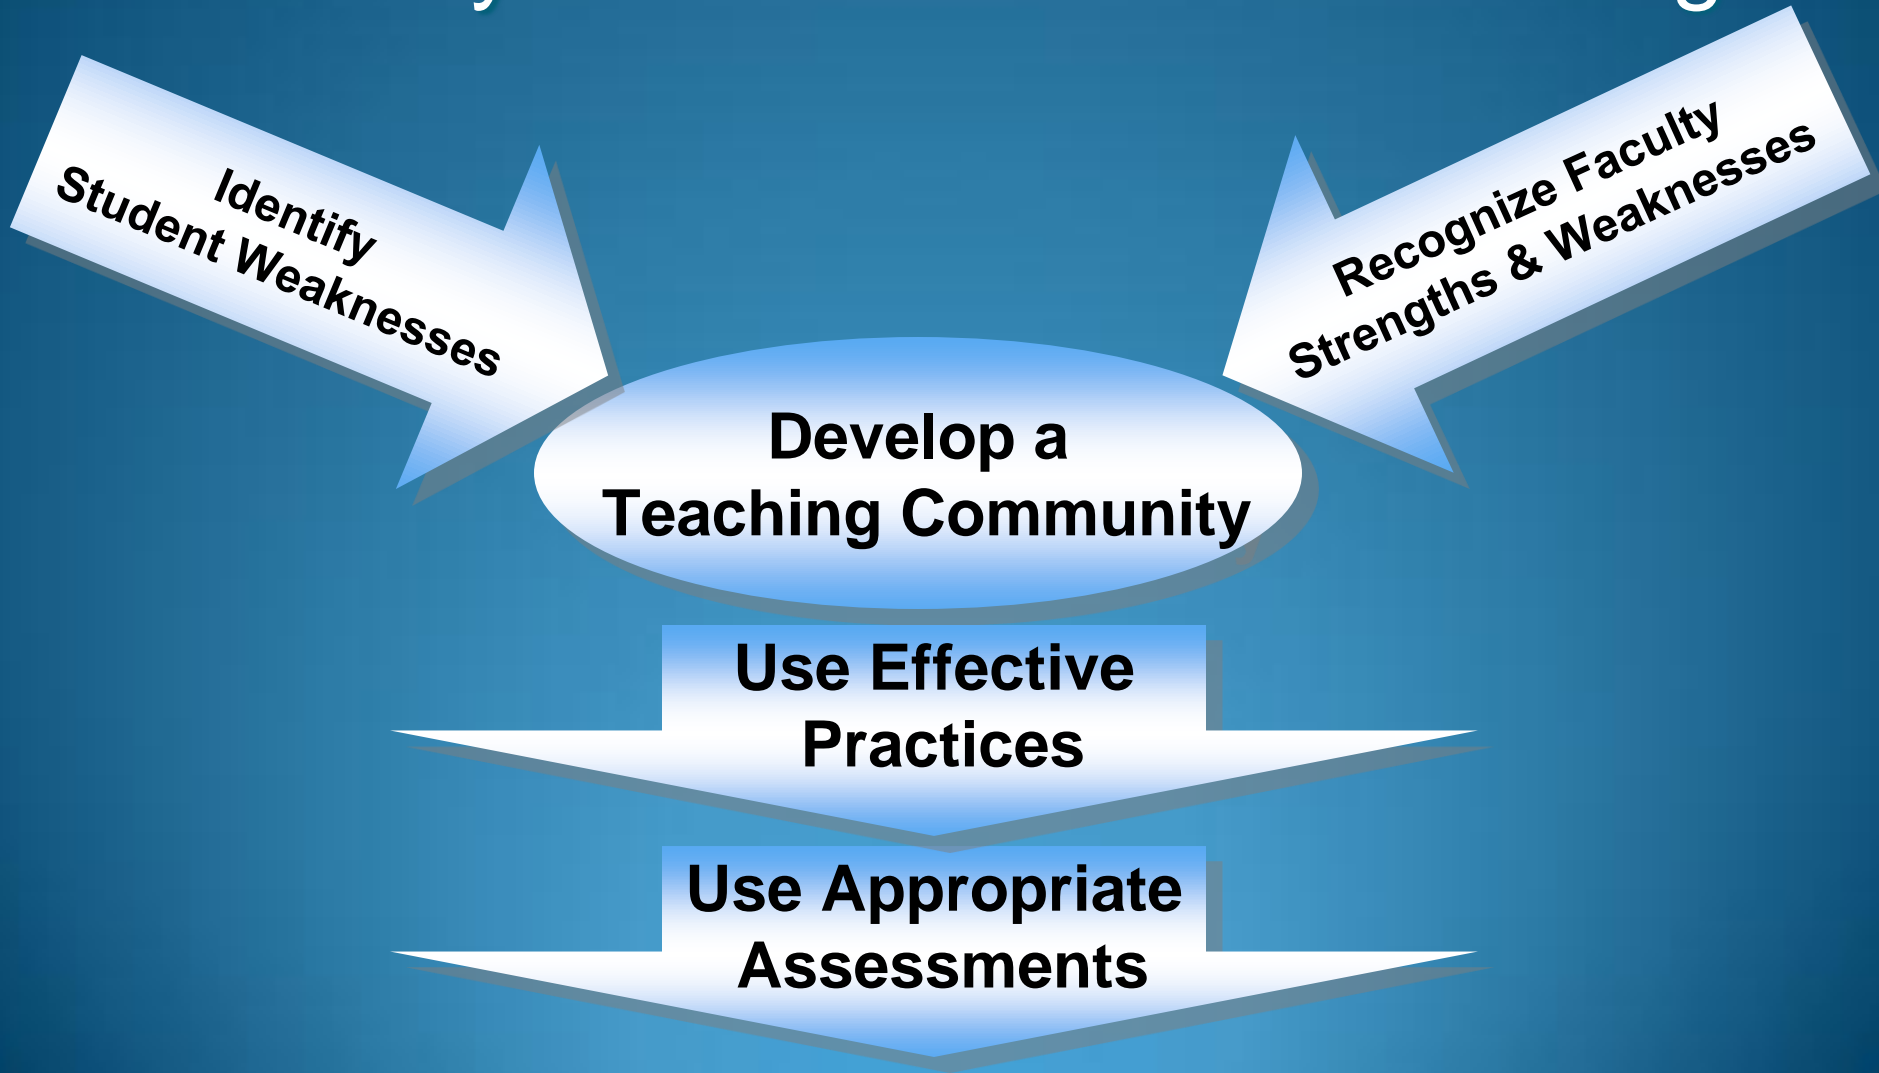 Identify
Student Weaknesses
Recognize Faculty
Strengths & Weaknesses
Develop a
Teaching Community
Use Effective
Practices
Use Appropriate
Assessments